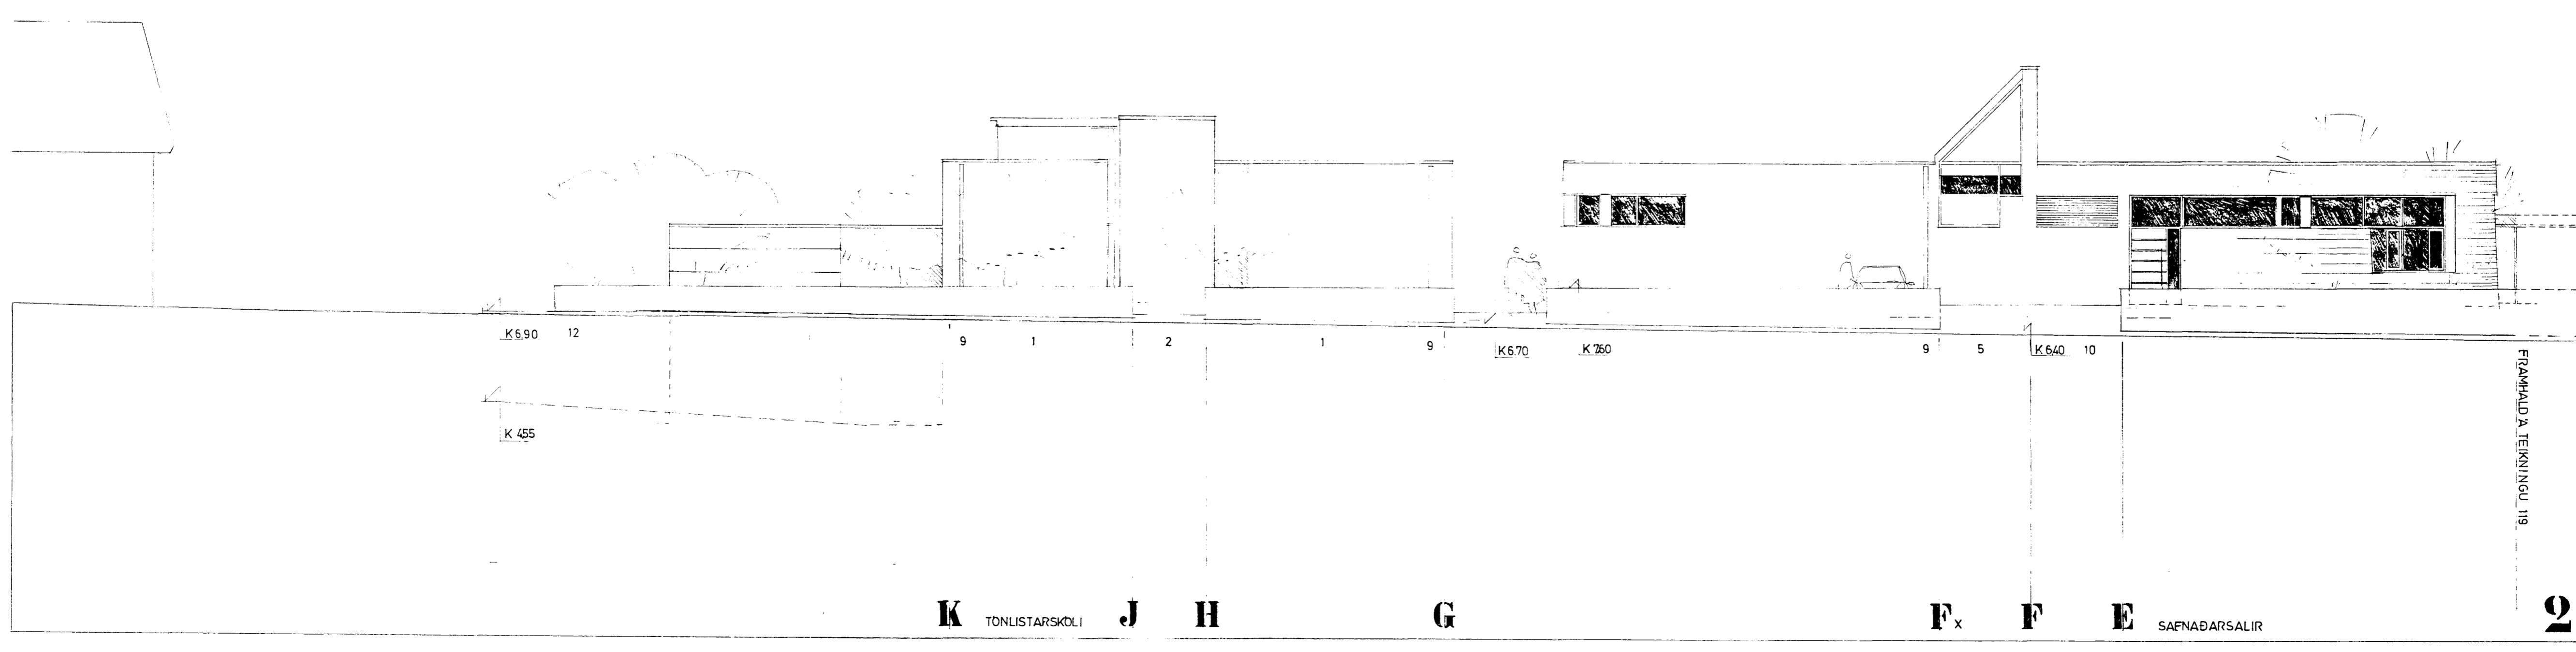 K 6.90 12
9 1 2 1 9
K 6.70 K 7.60
9 5 K 6.40 10
K 4.55
FRAMHALD Á TEIKNINGU 119
K TÓNLISTARSKÓLI J H G Fx F E SAFNAÐARSALIR 2